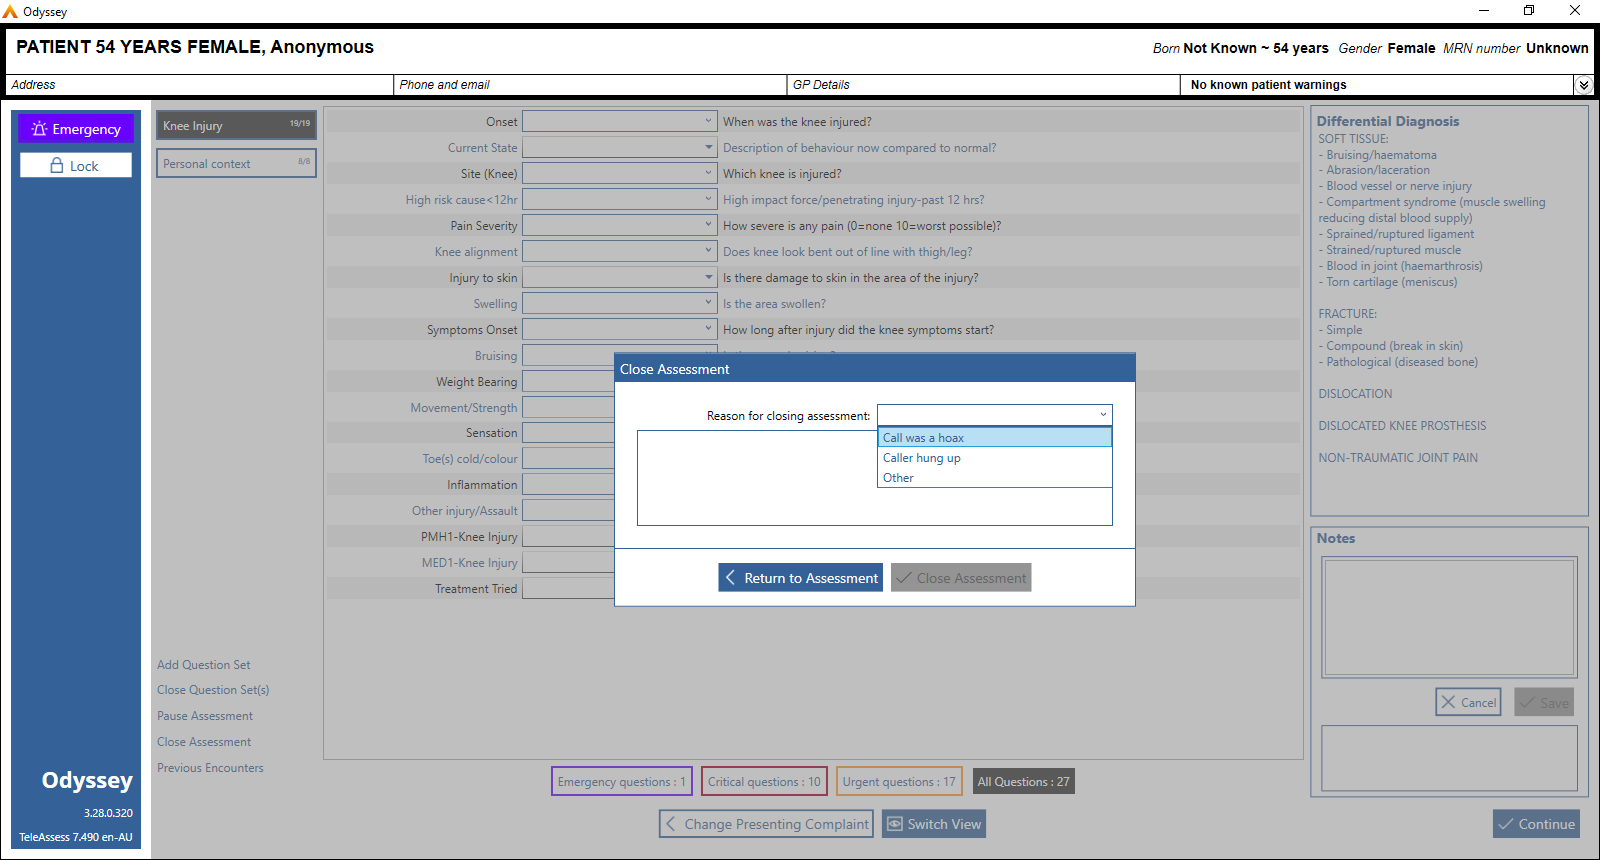 Odyssey
PATIENT 54 YEARS FEMALE, Anonymous
Born Not Known ~ 54 years Gender Female MRN number Unknown
Address
Phone and email
GP Details
No known patient warnings
Emergency
Lock
Knee Injury 19/19
Personal context 8/8
Onset When was the knee injured?
Current State Description of behaviour now compared to normal?
Site (Knee) Which knee is injured?
High risk cause<12hr High impact force/penetrating injury-past 12 hrs?
Pain Severity How severe is any pain (0=none 10=worst possible)?
Knee alignment Does knee look bent out of line with thigh/leg?
Injury to skin Is there damage to skin in the area of the injury?
Swelling Is the area swollen?
Symptoms Onset How long after injury did the knee symptoms start?
Bruising
Weight Bearing
Movement/Strength
Sensation
Toe(s) cold/colour
Inflammation
Other injury/Assault
PMH1-Knee Injury
MED1-Knee Injury
Treatment Tried
Close Assessment
Reason for closing assessment:
Call was a hoax
Caller hung up
Other
Return to Assessment
Close Assessment
Differential Diagnosis
SOFT TISSUE:
- Bruising/haematoma
- Abrasion/laceration
- Blood vessel or nerve injury
- Compartment syndrome (muscle swelling
reducing distal blood supply)
- Sprained/ruptured ligament
- Strained/ruptured muscle
- Blood in joint (haemarthrosis)
- Torn cartilage (meniscus)
FRACTURE:
- Simple
- Compound (break in skin)
- Pathological (diseased bone)
DISLOCATION
DISLOCATED KNEE PROSTHESIS
NON-TRAUMATIC JOINT PAIN
Notes
Cancel
Save
Add Question Set
Close Question Set(s)
Pause Assessment
Close Assessment
Previous Encounters
Odyssey
3.28.0.320
TeleAssess 7.490 en-AU
Emergency questions : 1
Critical questions : 10
Urgent questions : 17
All Questions : 27
Change Presenting Complaint
Switch View
Continue